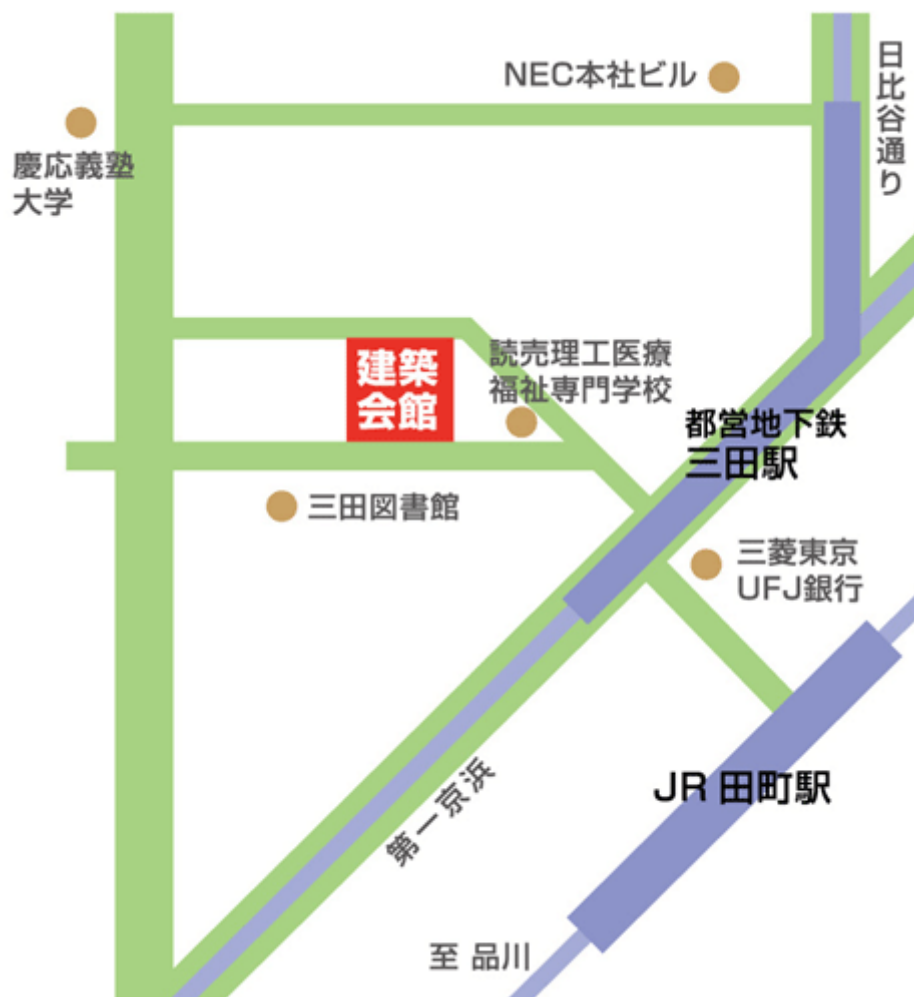 NEC本社ビル
日比谷通り
慶応義塾
大学
建築
会館
読売理工医療
福祉専門学校
都営地下鉄
三田駅
三田図書館
三菱東京
UFJ銀行
JR 田町駅
第一京浜
至 品川